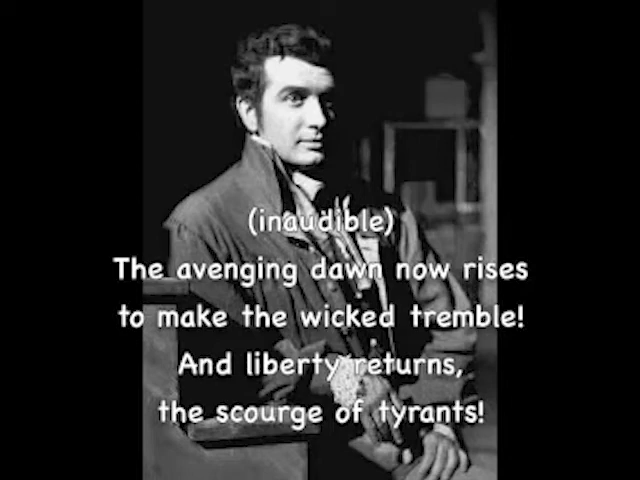 (inaudible)
The avenging dawn now rises
to make the wicked tremble!
And liberty returns,
the scourge of tyrants!